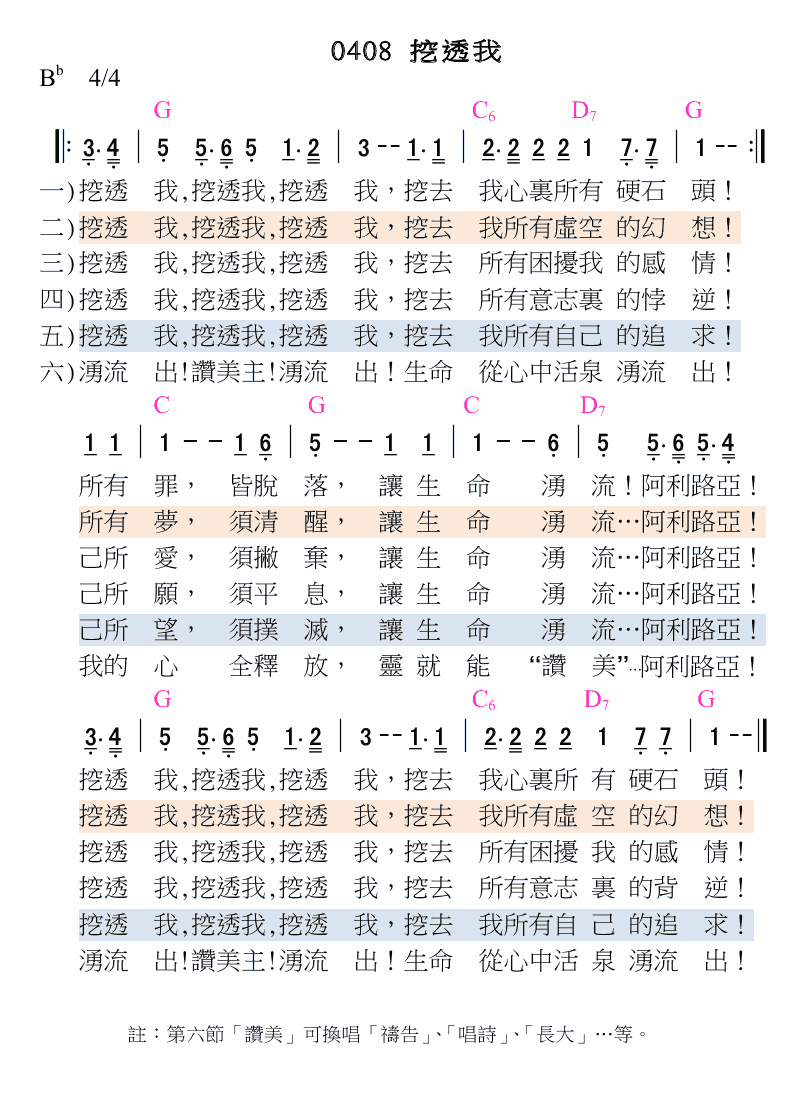 0408 挖透我
Bb 4/4
G C6 D7 G
‖: 3· 4 | 5 5· 6 5 1· 2 | 3 -- 1· 1 | 2· 2 2 2 1 7· 7 | 1 -- :‖
一)挖透 我,挖透我,挖透 我，挖去 我心裏所有 硬石 頭！
二)挖透 我,挖透我,挖透 我，挖去 我所有虛空 的幻 想！
三)挖透 我,挖透我,挖透 我，挖去 所有困擾我 的感 情！
四)挖透 我,挖透我,挖透 我，挖去 所有意志裏 的悖 逆！
五)挖透 我,挖透我,挖透 我，挖去 我所有自己 的追 求！
六)湧流 出!讚美主!湧流 出！生命 從心中活泉 湧流 出！
C G C D7
1 1 | 1 - - 1 6 | 5 - - 1 1 | 1 - - 6 | 5 5· 6 5· 4
所有 罪， 皆脫 落， 讓 生 命 湧 流！阿利路亞！
所有 夢， 須清 醒， 讓 生 命 湧 流…阿利路亞！
己所 愛， 須撇 棄， 讓 生 命 湧 流…阿利路亞！
己所 願， 須平 息， 讓 生 命 湧 流…阿利路亞！
己所 望， 須撲 滅， 讓 生 命 湧 流…阿利路亞！
我的 心 全釋 放， 靈 就 能 “讚 美”…阿利路亞！
G C6 D7 G
3· 4 | 5 5· 6 5 1· 2 | 3 -- 1· 1 | 2· 2 2 2 1 7 7 | 1 -- ‖
挖透 我,挖透我,挖透 我，挖去 我心裏所 有 硬石 頭！
挖透 我,挖透我,挖透 我，挖去 我所有虛 空 的幻 想！
挖透 我,挖透我,挖透 我，挖去 所有困擾 我 的感 情！
挖透 我,挖透我,挖透 我，挖去 所有意志 裏 的背 逆！
挖透 我,挖透我,挖透 我，挖去 我所有自 己 的追 求！
湧流 出!讚美主!湧流 出！生命 從心中活 泉 湧流 出！
註：第六節「讚美」可換唱「禱告」、「唱詩」、「長大」…等。